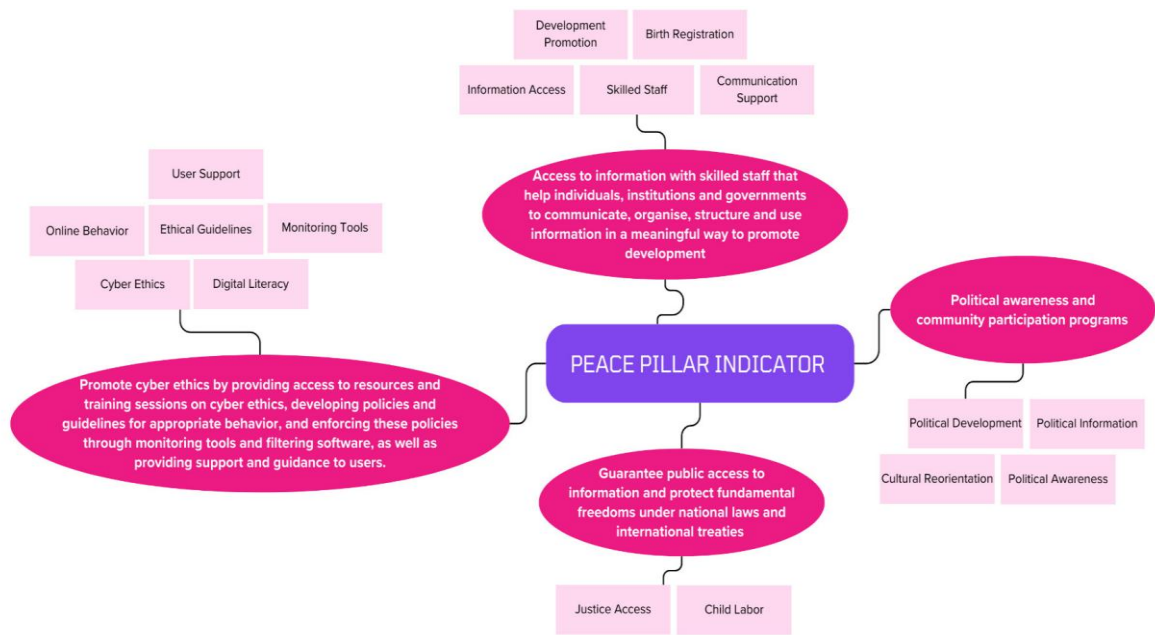 Development
Promotion
Birth Registration
Information Access
Skilled Staff
Communication
Support
Access to information with skilled staff that
help individuals, institutions and governments
to communicate, organise, structure and use
information in a meaningful way to promote
development
User Support
Online Behavior
Ethical Guidelines
Monitoring Tools
Cyber Ethics
Digital Literacy
Promote cyber ethics by providing access to resources and
training sessions on cyber ethics, developing policies and
guidelines for appropriate behavior, and enforcing these policies
through monitoring tools and filtering software, as well as
providing support and guidance to users.
PEACE PILLAR INDICATOR
Political awareness and
community participation programs
Political Development
Political Information
Cultural Reorientation
Political Awareness
Guarantee public access to
information and protect fundamental
freedoms under national laws and
international treaties
Justice Access
Child Labor